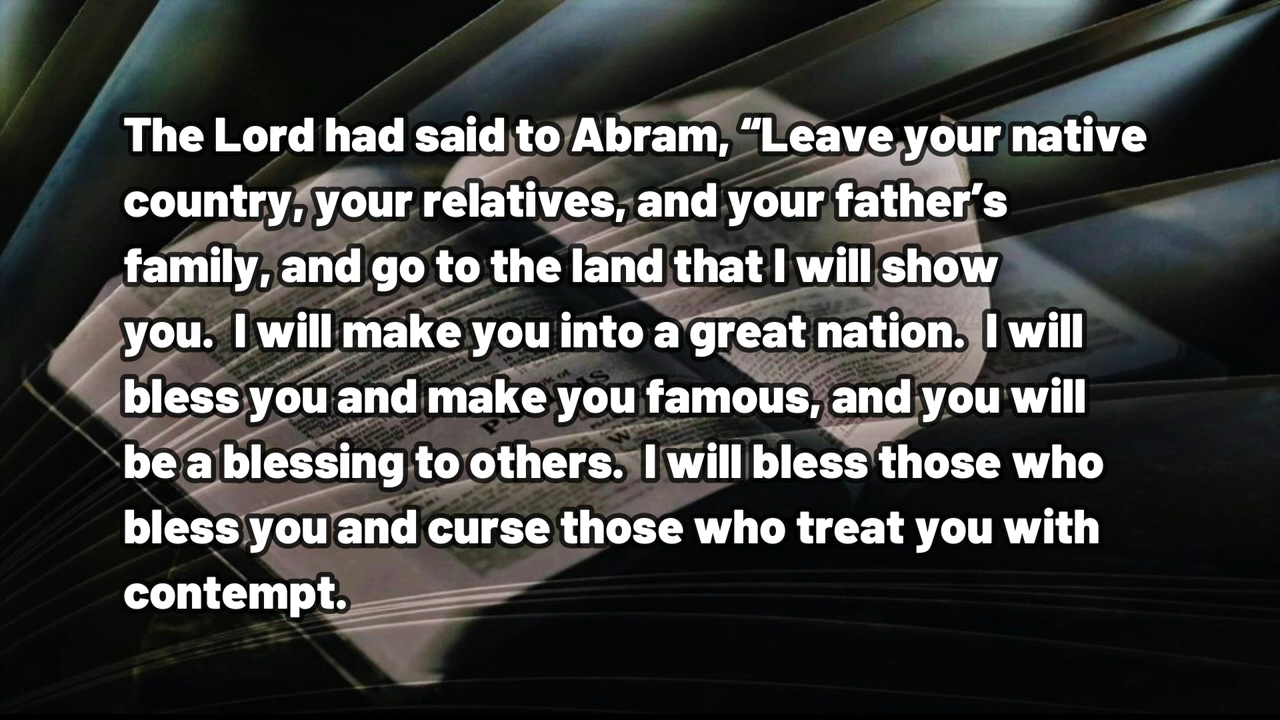 The Lord had said to Abram, “Leave your native
country, your relatives, and your father’s
family, and go to the land that I will show
you.  I will make you into a great nation.  I will
bless you and make you famous, and you will
be a blessing to others.  I will bless those who
bless you and curse those who treat you with
contempt.